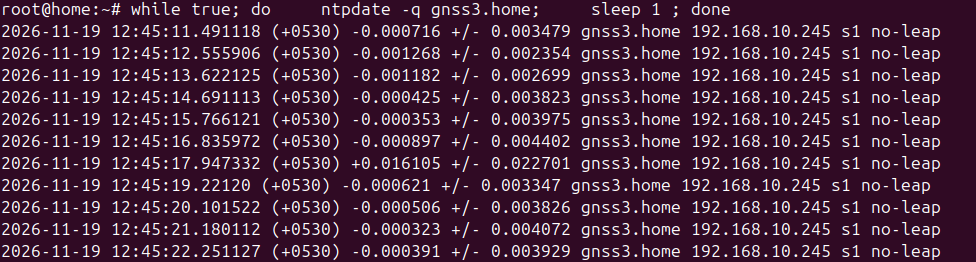 root@home:~# while true; do     ntpdate -q gnss3.home;     sleep 1 ; done
2026-11-19 12:45:11.491118 (+0530) -0.000716 +/- 0.003479 gnss3.home 192.168.10.245 s1 no-leap
2026-11-19 12:45:12.555906 (+0530) -0.001268 +/- 0.002354 gnss3.home 192.168.10.245 s1 no-leap
2026-11-19 12:45:13.622125 (+0530) -0.001182 +/- 0.002699 gnss3.home 192.168.10.245 s1 no-leap
2026-11-19 12:45:14.691113 (+0530) -0.000425 +/- 0.003823 gnss3.home 192.168.10.245 s1 no-leap
2026-11-19 12:45:15.766121 (+0530) -0.000353 +/- 0.003975 gnss3.home 192.168.10.245 s1 no-leap
2026-11-19 12:45:16.835972 (+0530) -0.000897 +/- 0.004402 gnss3.home 192.168.10.245 s1 no-leap
2026-11-19 12:45:17.947332 (+0530) +0.016105 +/- 0.022701 gnss3.home 192.168.10.245 s1 no-leap
2026-11-19 12:45:19.22120 (+0530) -0.000621 +/- 0.003347 gnss3.home 192.168.10.245 s1 no-leap
2026-11-19 12:45:20.101522 (+0530) -0.000506 +/- 0.003826 gnss3.home 192.168.10.245 s1 no-leap
2026-11-19 12:45:21.180112 (+0530) -0.000323 +/- 0.004072 gnss3.home 192.168.10.245 s1 no-leap
2026-11-19 12:45:22.251127 (+0530) -0.000391 +/- 0.003929 gnss3.home 192.168.10.245 s1 no-leap